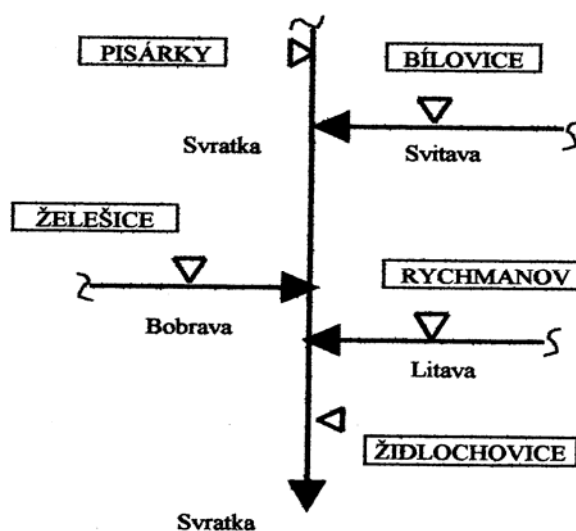 PISÁRKY
BÍLOVICE
Svratka
Svitava
ŽELEŠICE
RYCHMANOV
Bobrava
Litava
ŽIDLOCHOVICE
Svratka